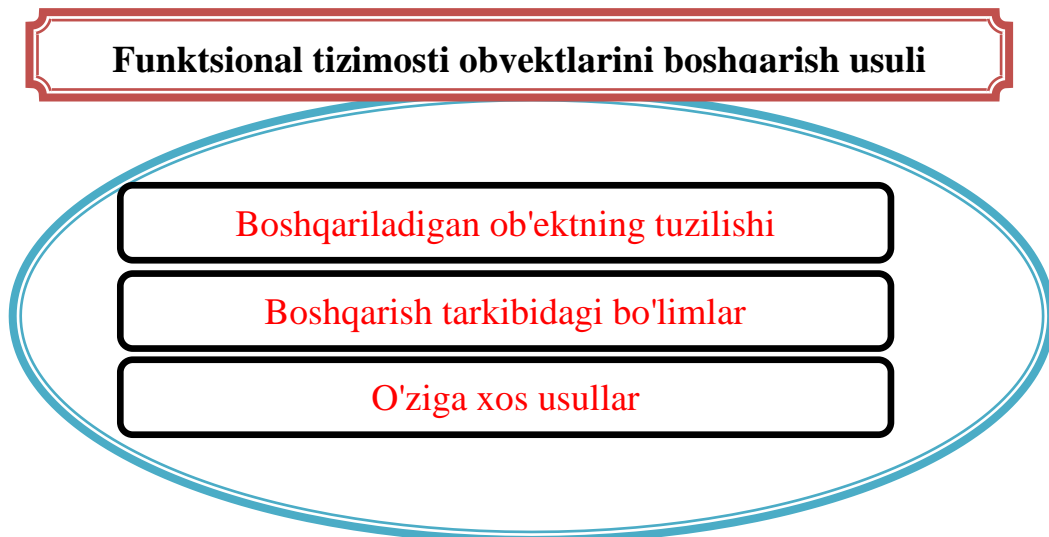 Funktsional tizimosti obyektlarini boshqarish usuli
Boshqariladigan ob'ektning tuzilishi
Boshqarish tarkibidagi bo'limlar
O'ziga xos usullar